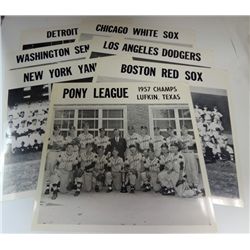 DETROIT
CHICAGO WHITE SOX
WASHINGTON SEN
LOS ANGELES DODGERS
NEW YORK YAN
BOSTON RED SOX
PONY LEAGUE
1957 CHAMPS
LUFKIN, TEXAS